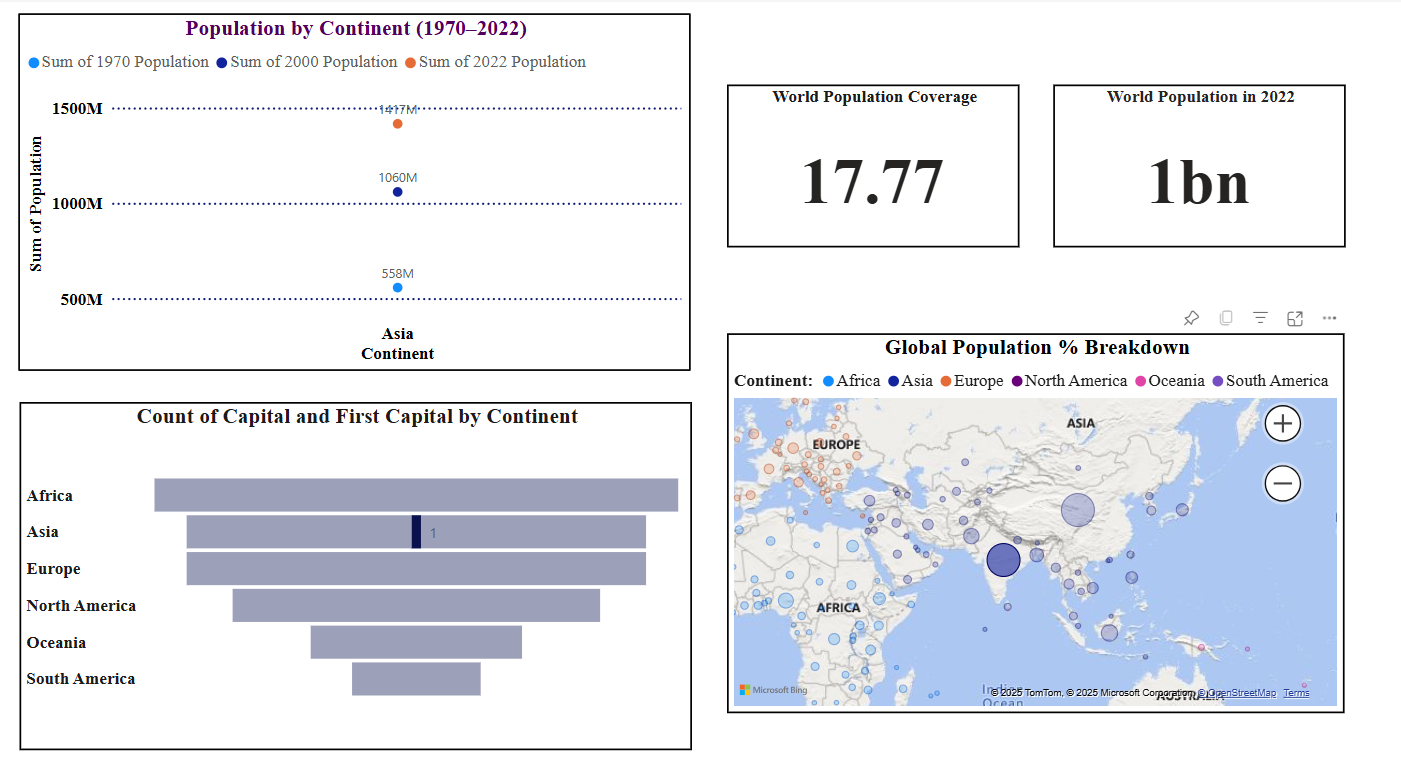 Population by Continent (1970–2022)
Sum of 1970 Population Sum of 2000 Population Sum of 2022 Population
Sum of Population
1500M
1000M
500M
1417M
1060M
558M
Asia
Continent
World Population Coverage
17.77
World Population in 2022
1bn
Count of Capital and First Capital by Continent
Africa
Asia
1
Europe
North America
Oceania
South America
Global Population % Breakdown
Continent: Africa Asia Europe North America Oceania South America
ASIA
EUROPE
AFRICA
Indian
Ocean
AUSTRALIA
Microsoft Bing
© 2025 TomTom, © 2025 Microsoft Corporation, © OpenStreetMap Terms